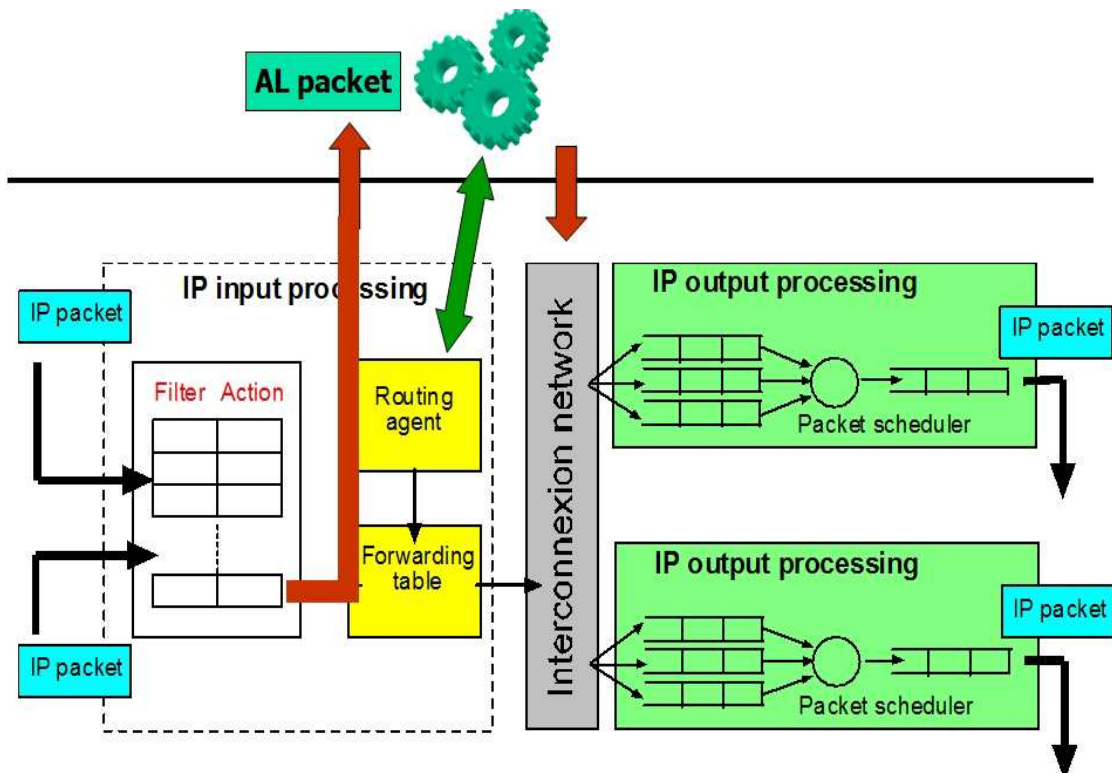 AL packet
IP input processing
IP packet
Filter Action
Routing
agent
Forwarding
table
IP packet
Interconnexion network
IP output processing
Packet scheduler
IP packet
IP output processing
Packet scheduler
IP packet